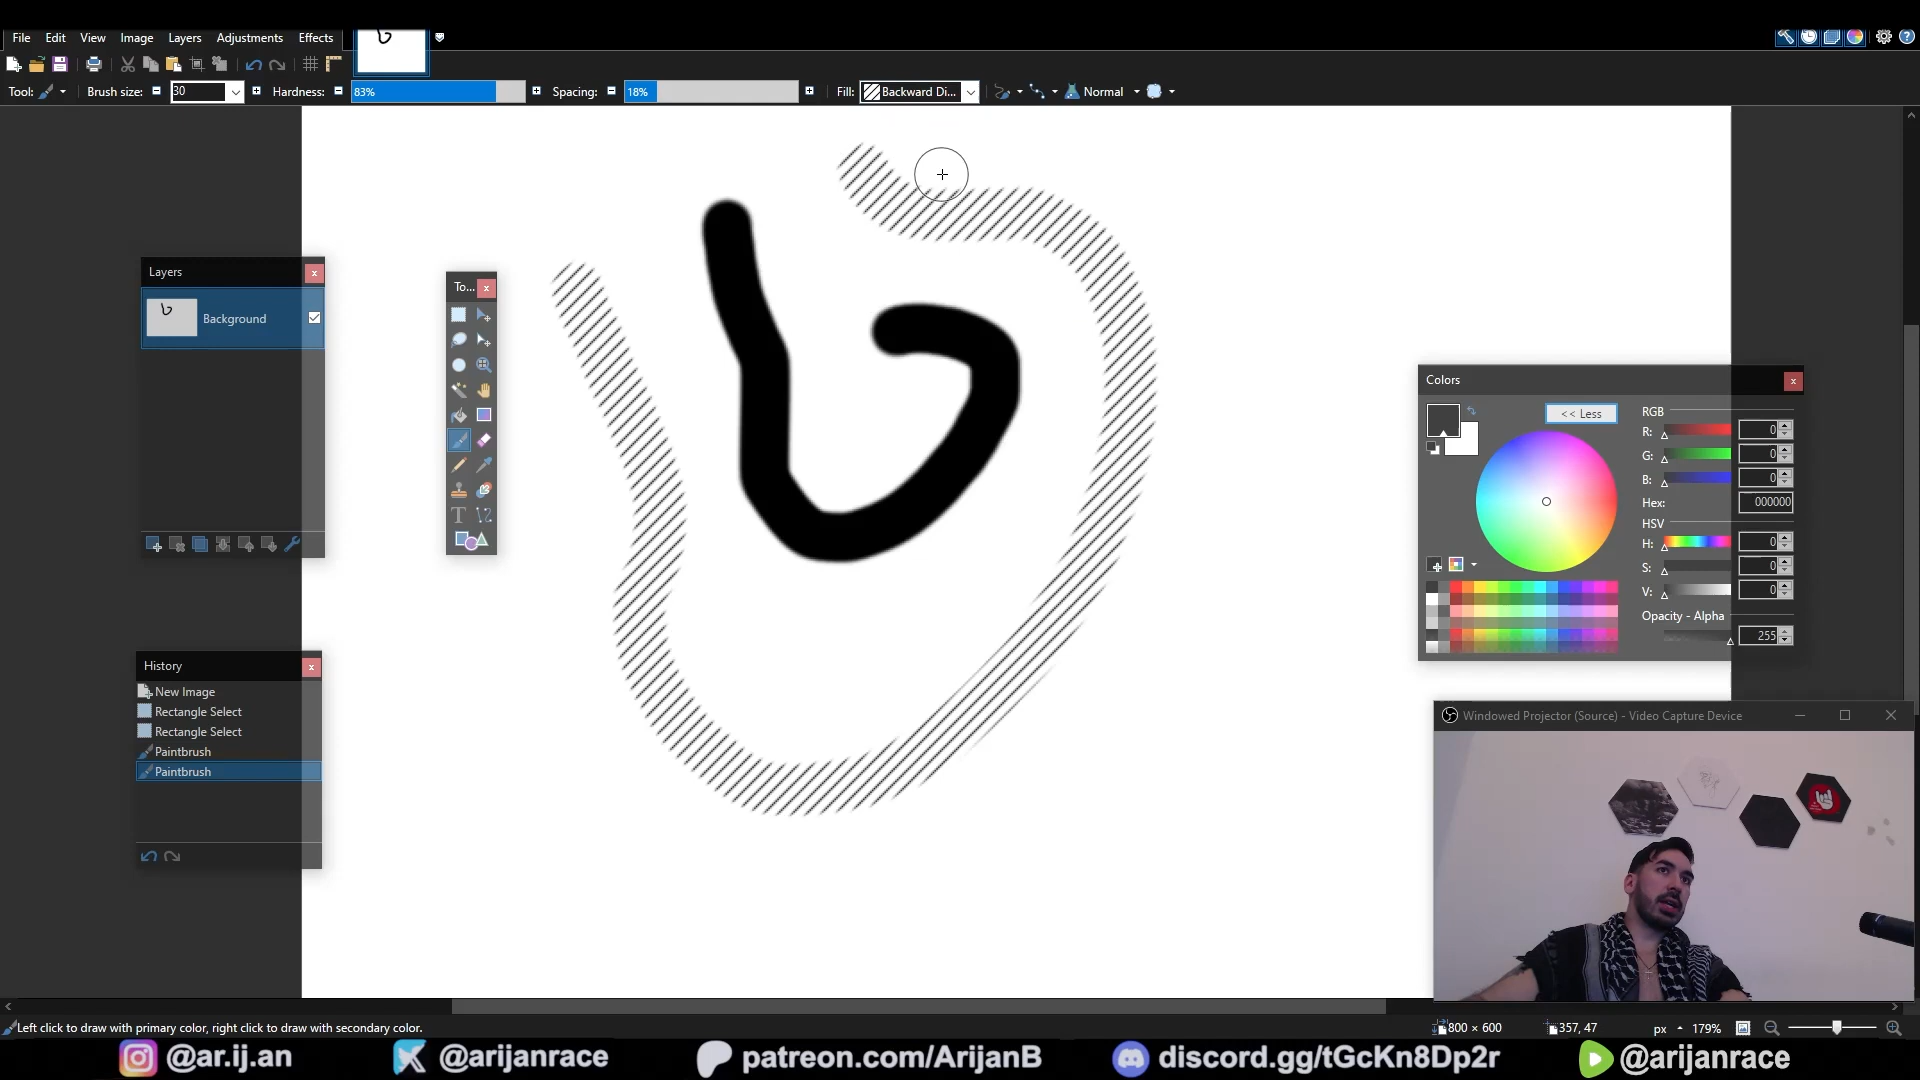 File Edit View Image Layers Adjustments Effects
Tool: Brush size: 30 Hardness: 83% Spacing: 18% Fill: Backward Di... Normal
Layers
Background
To...
T
Colors
<< Less
RGB
R: 0
G: 0
B: 0
Hex: 000000
HSV
H: 0
S: 0
V: 0
Opacity - Alpha
255
History
New Image
Rectangle Select
Rectangle Select
Paintbrush
Paintbrush
Windowed Projector (Source) - Video Capture Device
Left click to draw with primary color, right click to draw with secondary color.
800 × 600 357, 47 px 179%
@ar.ij.an @arijanrace patreon.com/ArijanB discord.gg/tGcKn8Dp2r @arijanrace